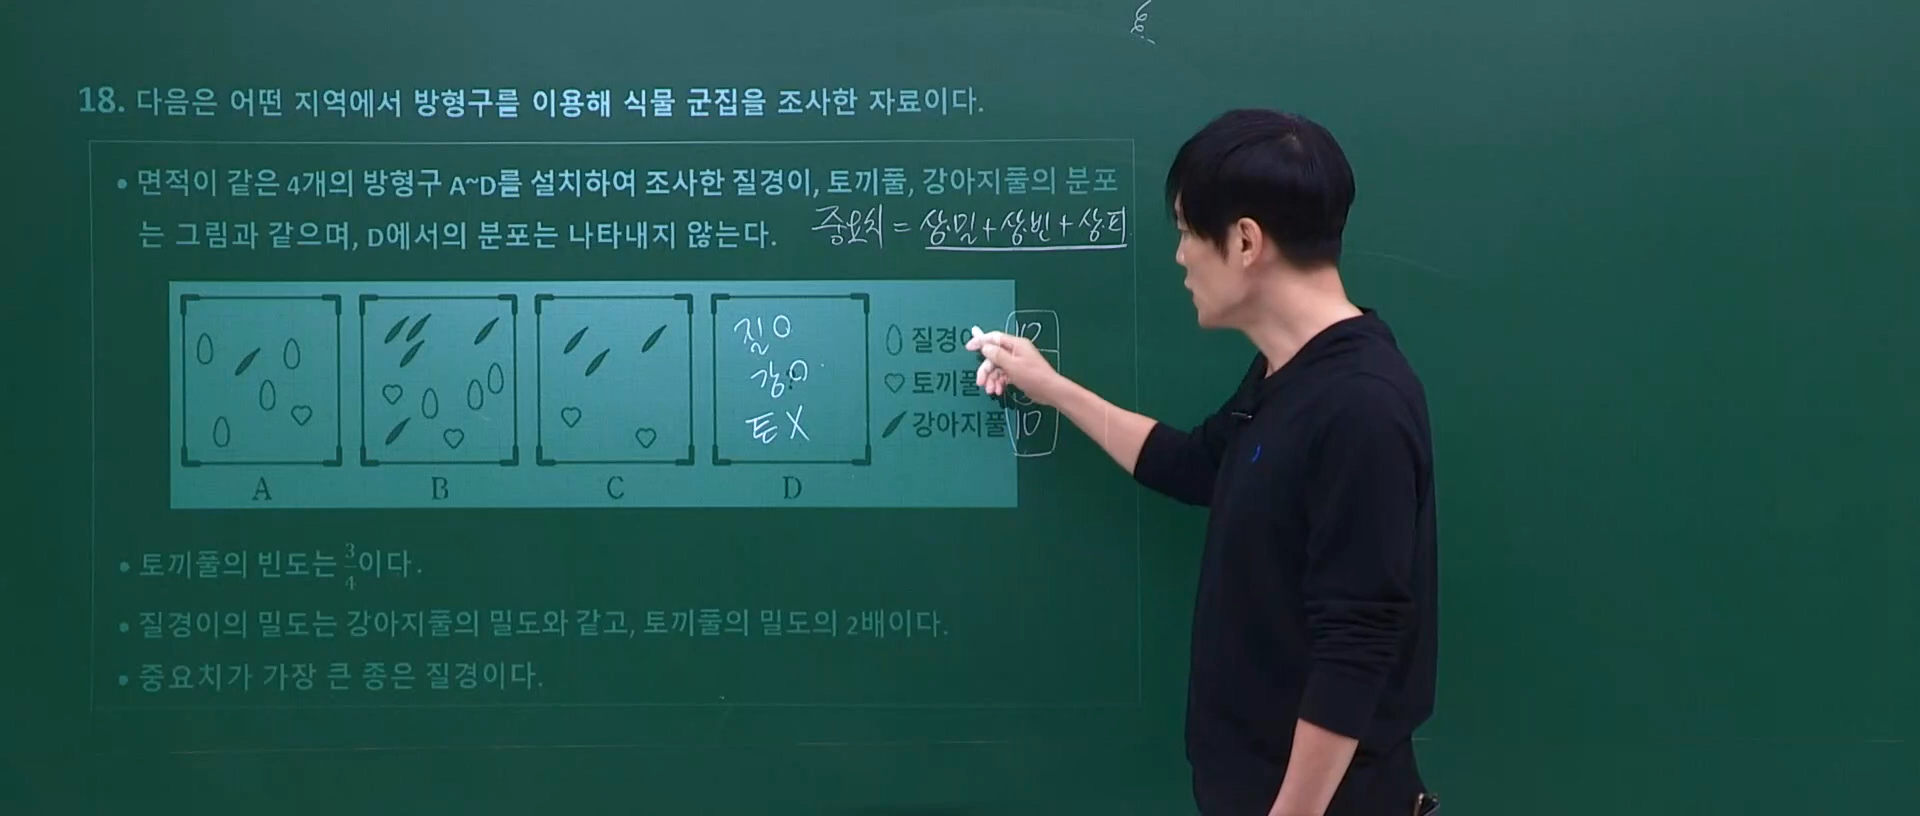 18. 다음은 어떤 지역에서 방형구를 이용해 식물 군집을 조사한 자료이다.
• 면적이 같은 4개의 방형구 A~D를 설치하여 조사한 질경이, 토끼풀, 강아지풀의 분포
는 그림과 같으며, D에서의 분포는 나타내지 않는다.
중요치 = 상.밀 + 상.빈 + 상.피
질 O
강 O
토 X
질경이
토끼풀
강아지풀 10
A B C D
• 토끼풀의 빈도는 3/4이다.
• 질경이의 밀도는 강아지풀의 밀도와 같고, 토끼풀의 밀도의 2배이다.
• 중요치가 가장 큰 종은 질경이다.